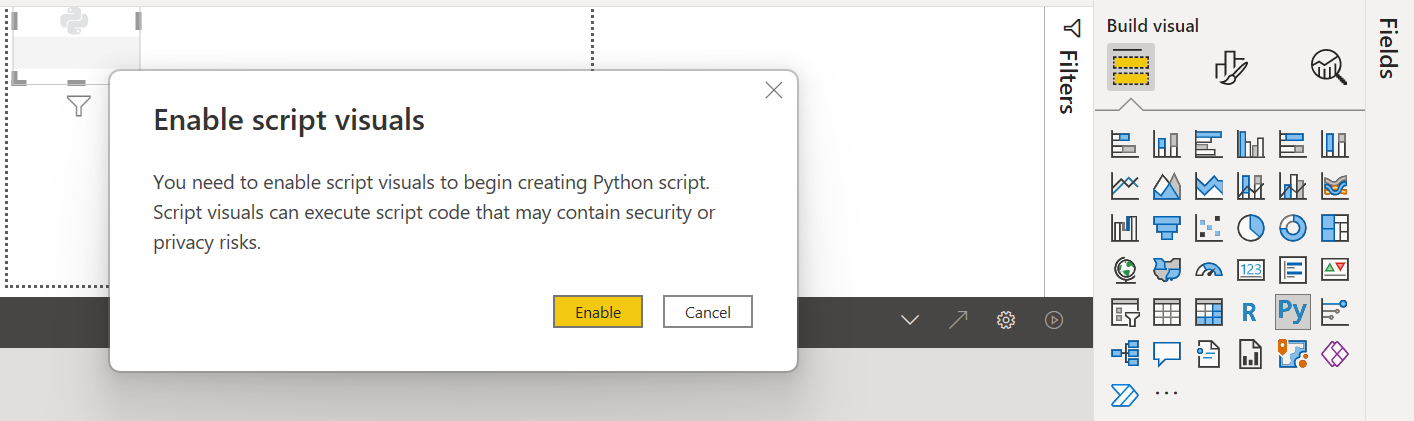 Build visual
Filters
Fields
Enable script visuals
You need to enable script visuals to begin creating Python script.
Script visuals can execute script code that may contain security or
privacy risks.
Enable
Cancel
123
R
Py